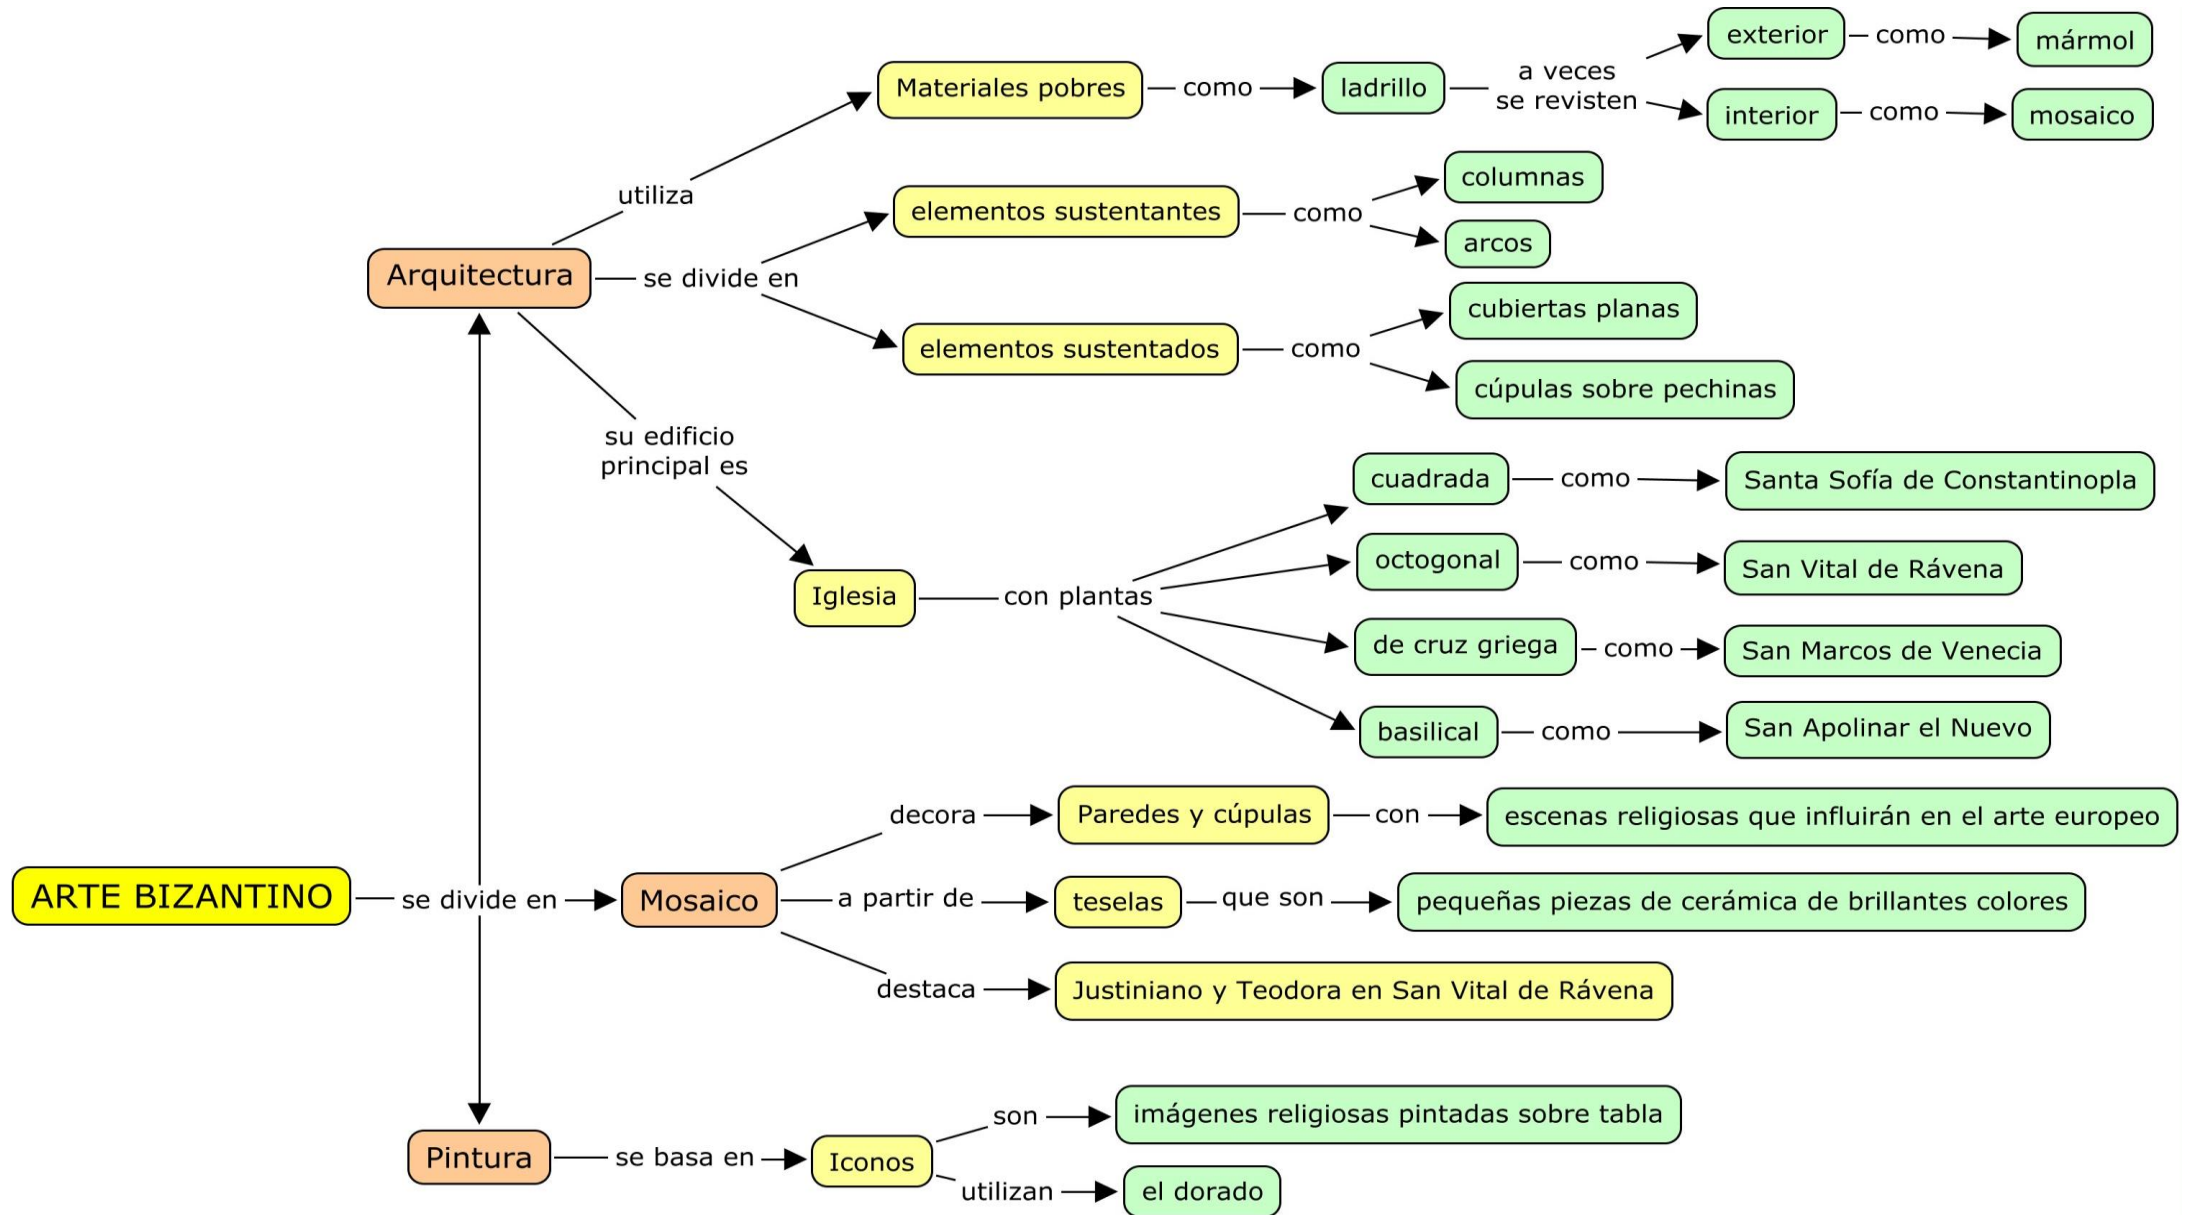 ARTE BIZANTINO
se divide en
Arquitectura
utiliza
Materiales pobres
como
ladrillo
a veces
se revisten
exterior
como
mármol
interior
como
mosaico
se divide en
elementos sustentantes
como
columnas
arcos
elementos sustentados
como
cubiertas planas
cúpulas sobre pechinas
su edificio
principal es
Iglesia
con plantas
cuadrada
como
Santa Sofía de Constantinopla
octogonal
como
San Vital de Rávena
de cruz griega
como
San Marcos de Venecia
basilical
como
San Apolinar el Nuevo
Mosaico
decora
Paredes y cúpulas
con
escenas religiosas que influirán en el arte europeo
a partir de
teselas
que son
pequeñas piezas de cerámica de brillantes colores
destaca
Justiniano y Teodora en San Vital de Rávena
Pintura
se basa en
Iconos
son
imágenes religiosas pintadas sobre tabla
utilizan
el dorado